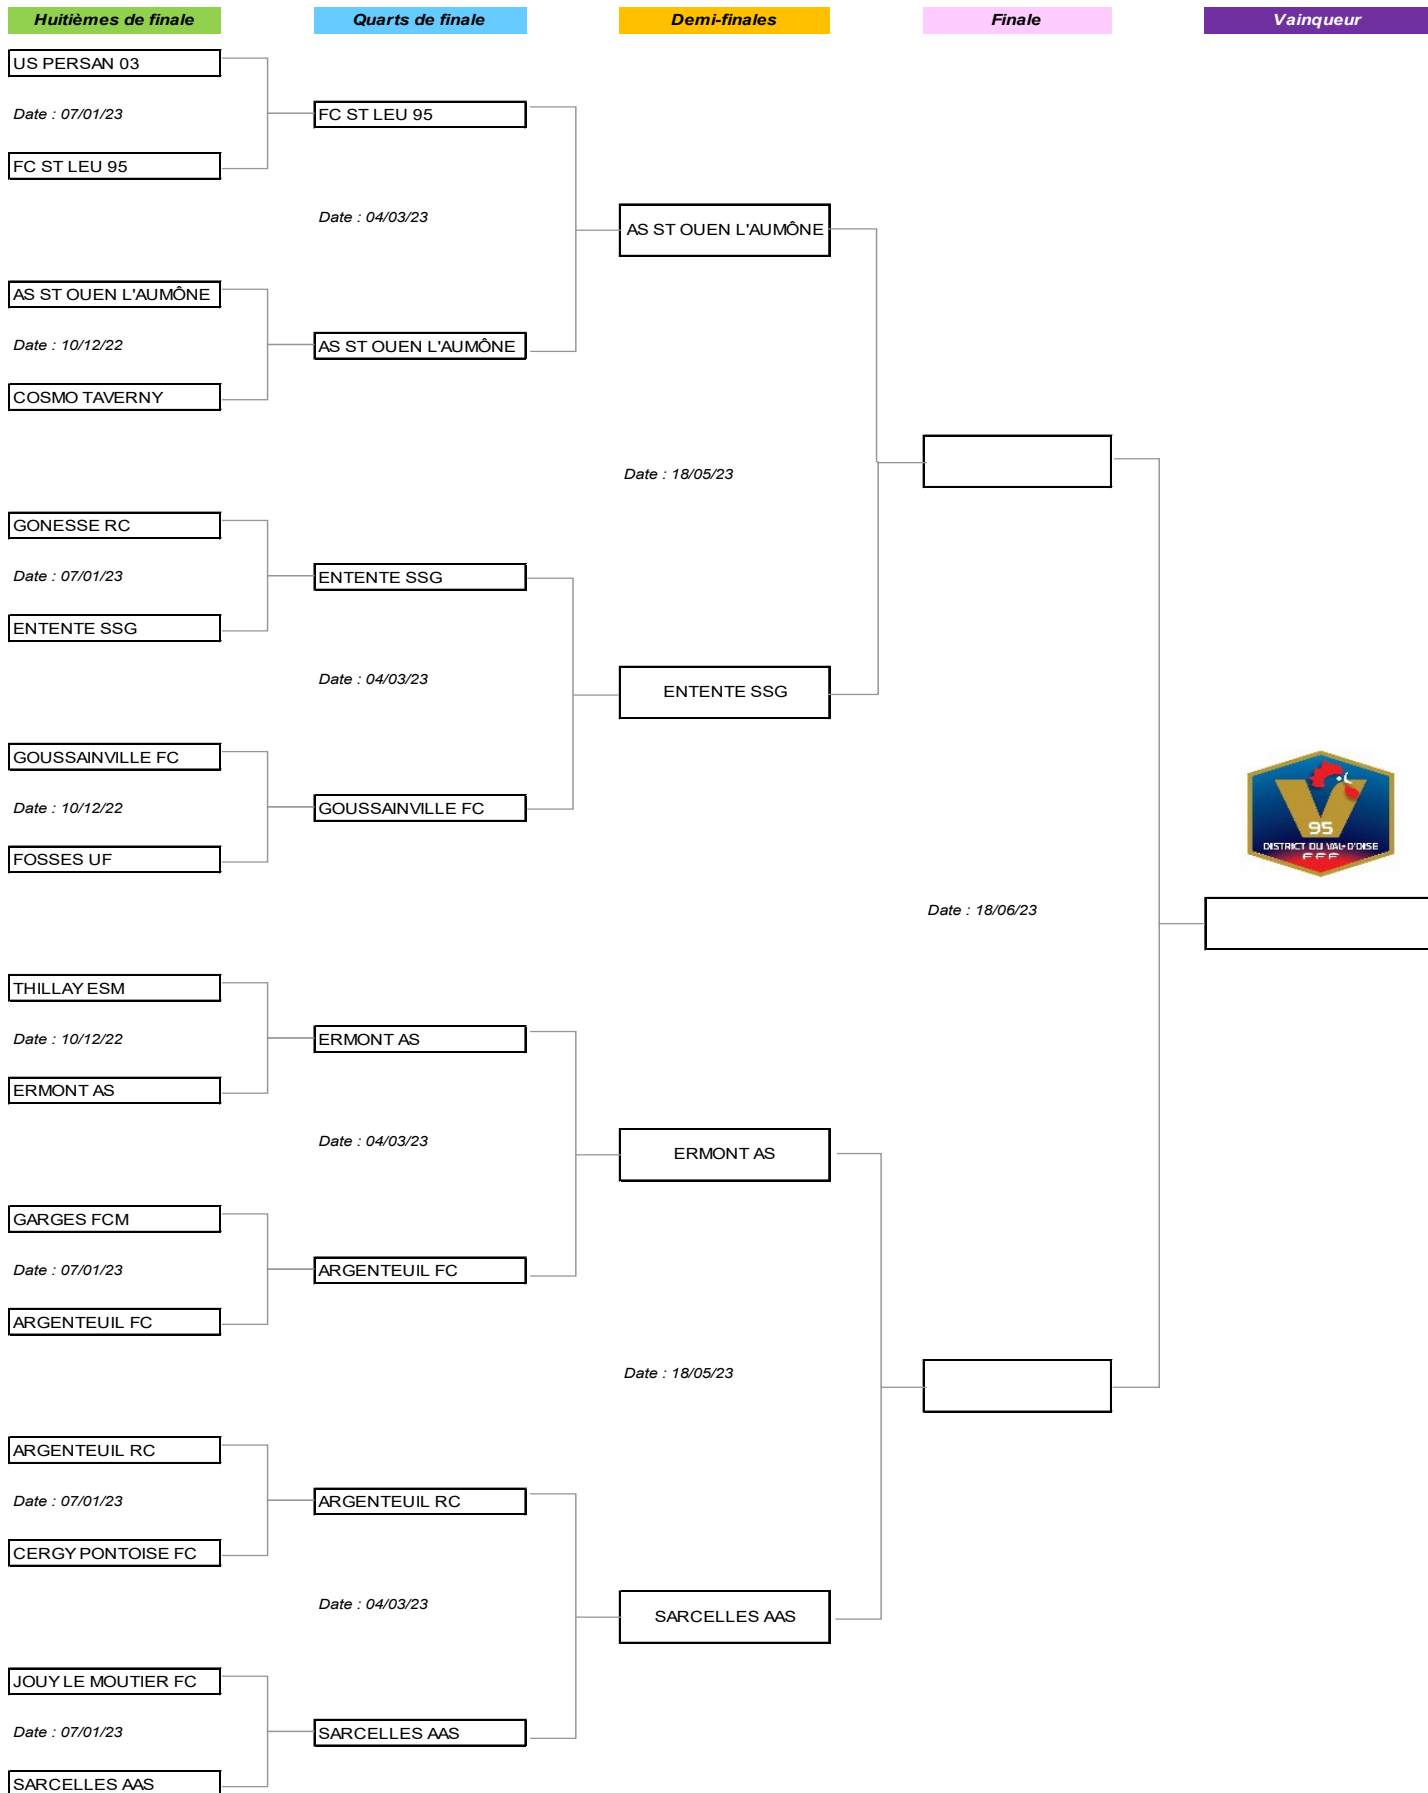 Huitièmes de finale
Quarts de finale
Demi-finales
Finale
Vainqueur
US PERSAN 03
Date : 07/01/23
FC ST LEU 95
FC ST LEU 95
Date : 04/03/23
AS ST OUEN L'AUMÔNE
AS ST OUEN L'AUMÔNE
Date : 10/12/22
AS ST OUEN L'AUMÔNE
COSMO TAVERNY
Date : 18/05/23
GONESSE RC
Date : 07/01/23
ENTENTE SSG
ENTENTE SSG
Date : 04/03/23
ENTENTE SSG
GOUSSAINVILLE FC
Date : 10/12/22
GOUSSAINVILLE FC
FOSSES UF
95
DISTRICT DU VAL-D'OISE
FFF
Date : 18/06/23
THILLAY ESM
Date : 10/12/22
ERMONT AS
ERMONT AS
Date : 04/03/23
ERMONT AS
GARGES FCM
Date : 07/01/23
ARGENTEUIL FC
ARGENTEUIL FC
Date : 18/05/23
ARGENTEUIL RC
Date : 07/01/23
ARGENTEUIL RC
CERGY PONTOISE FC
Date : 04/03/23
SARCELLES AAS
JOUY LE MOUTIER FC
Date : 07/01/23
SARCELLES AAS
SARCELLES AAS